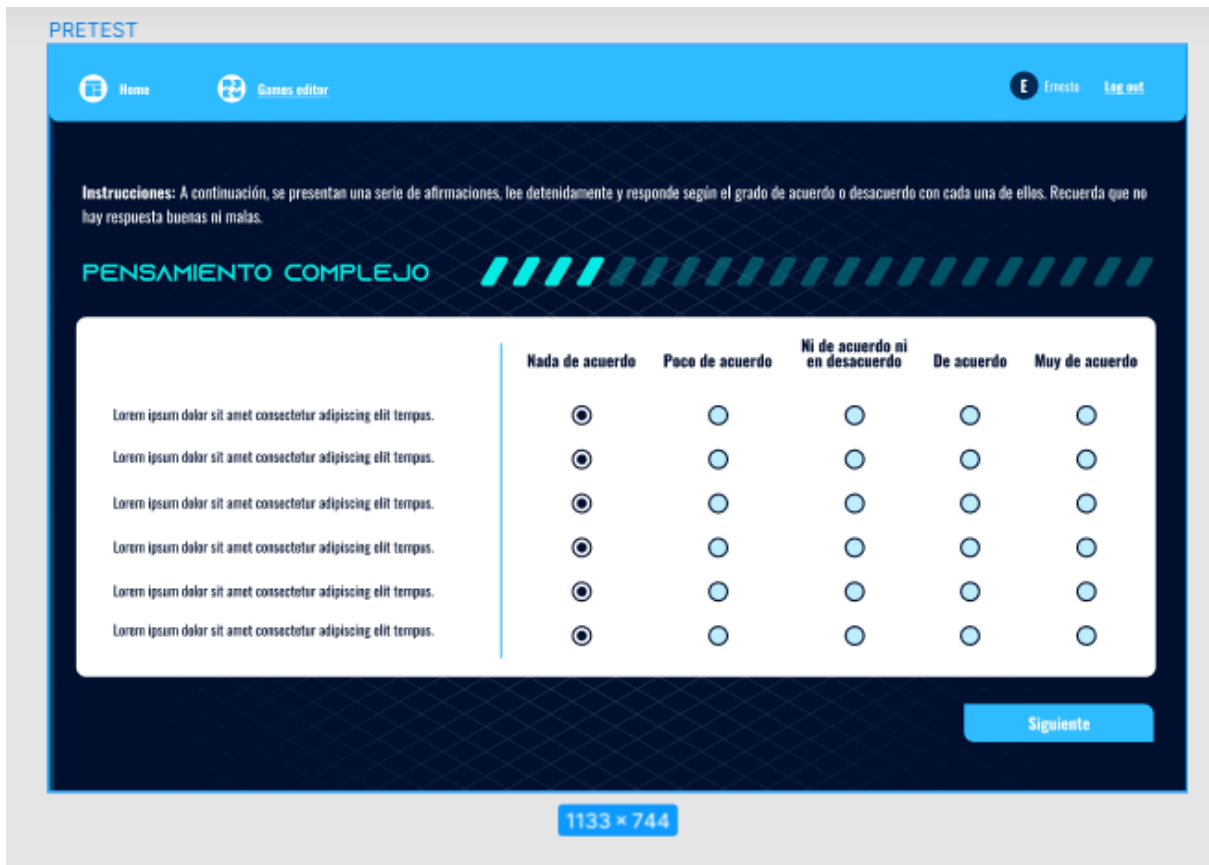 PRETEST
Home
Games editor
E
Ernesto
Log out
Instrucciones: A continuación, se presentan una serie de afirmaciones, lee detenidamente y responde según el grado de acuerdo o desacuerdo con cada una de ellos. Recuerda que no
hay respuesta buenas ni malas.
PENSAMIENTO COMPLEJO
Nada de acuerdo
Poco de acuerdo
Ni de acuerdo ni
en desacuerdo
De acuerdo
Muy de acuerdo
Lorem ipsum dolor sit amet consectetur adipiscing elit tempus.
Lorem ipsum dolor sit amet consectetur adipiscing elit tempus.
Lorem ipsum dolor sit amet consectetur adipiscing elit tempus.
Lorem ipsum dolor sit amet consectetur adipiscing elit tempus.
Lorem ipsum dolor sit amet consectetur adipiscing elit tempus.
Lorem ipsum dolor sit amet consectetur adipiscing elit tempus.
Siguiente
1133 × 744